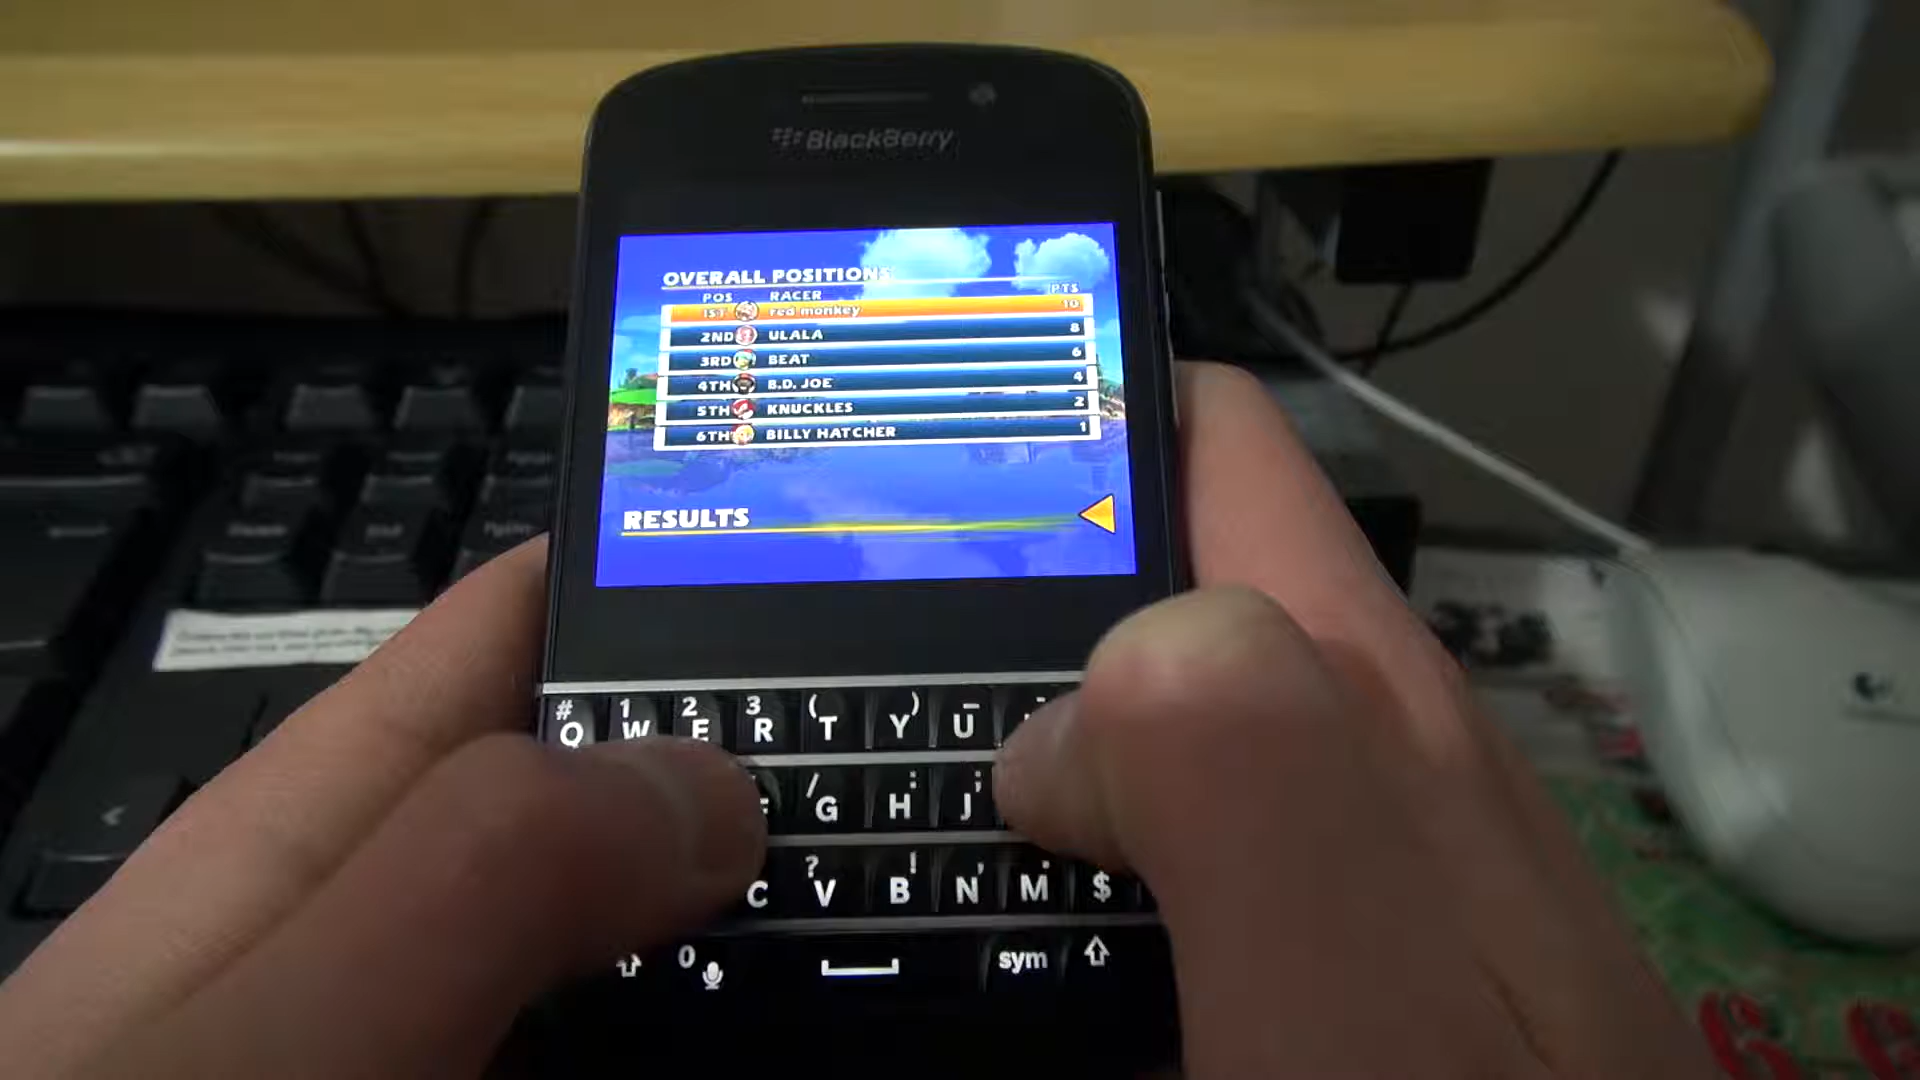 BlackBerry
OVERALL POSITIONS
POS RACER PTS
1ST red monkey 10
2ND ULALA 8
3RD BEAT 6
4TH B.D. JOE 4
5TH KNUCKLES 2
6TH BILLY HATCHER 1
RESULTS
# 1 2 3 ( ) _ -
Q W E R T Y U
/ : ;
G H J
? ! , .
C V B N M $
0 sym